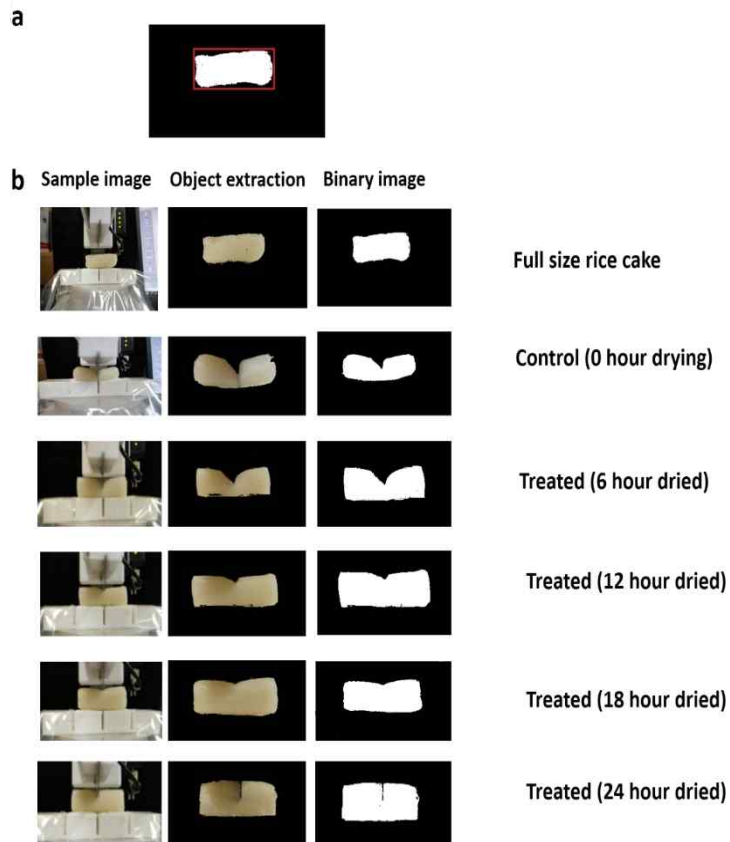 a
b
Sample image Object extraction Binary image
Full size rice cake
Control (0 hour drying)
Treated (6 hour dried)
Treated (12 hour dried)
Treated (18 hour dried)
Treated (24 hour dried)